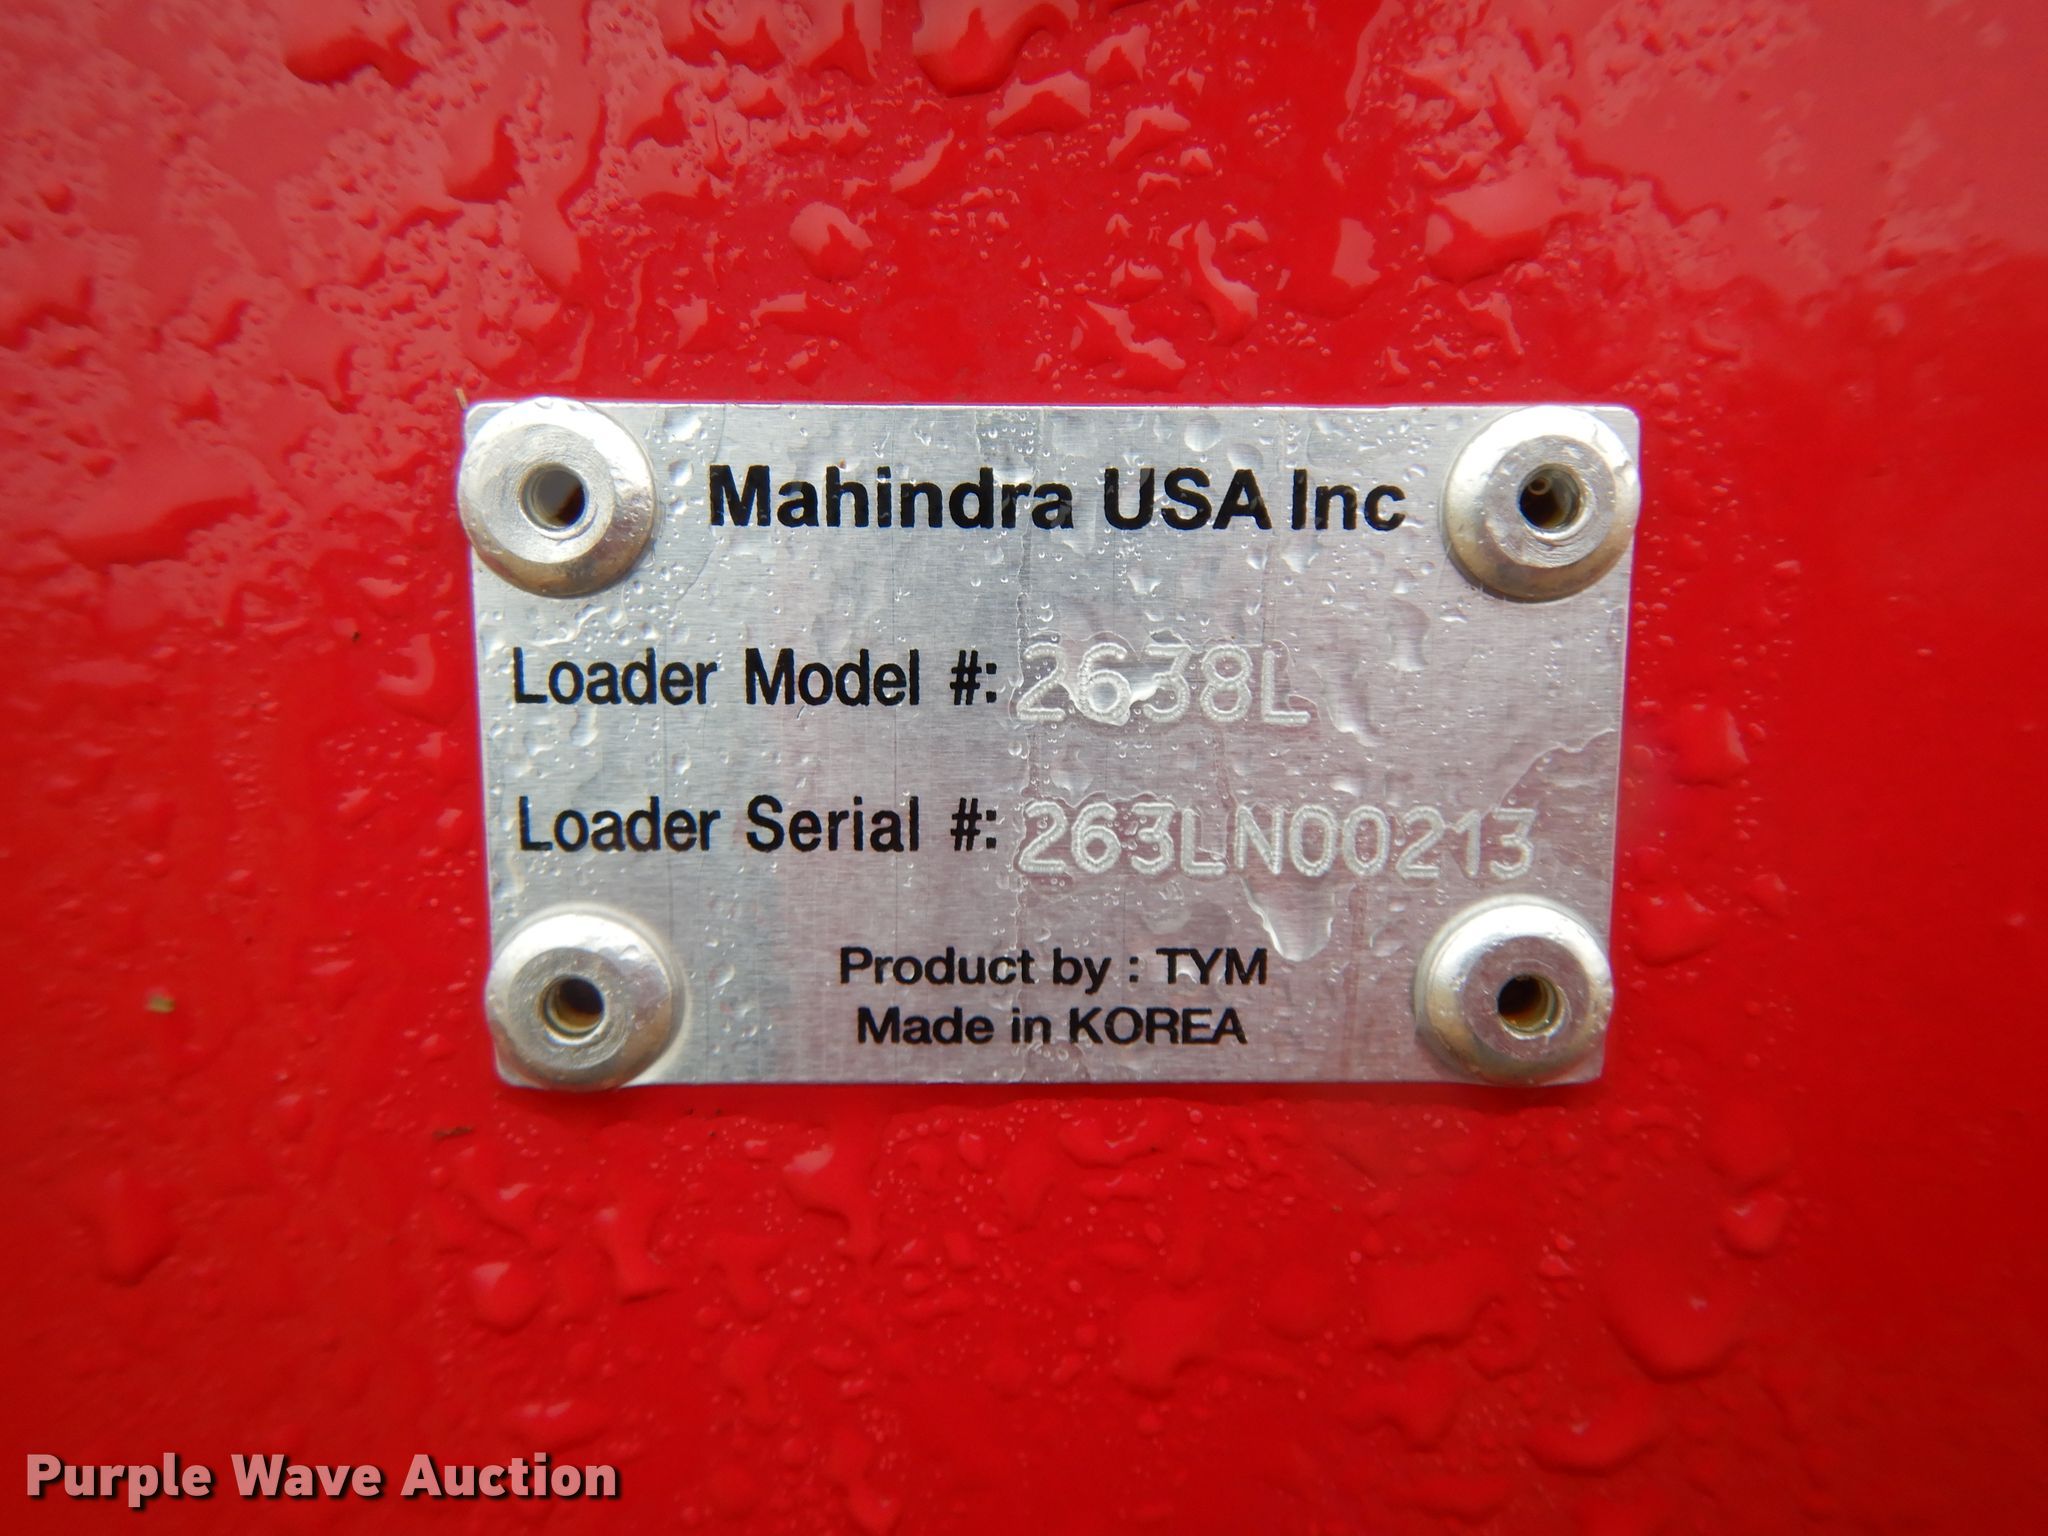 Mahindra USA Inc
Loader Model #: 2638L
Loader Serial #: 263LN00213
Product by : TYM
Made in KOREA
Purple Wave Auction